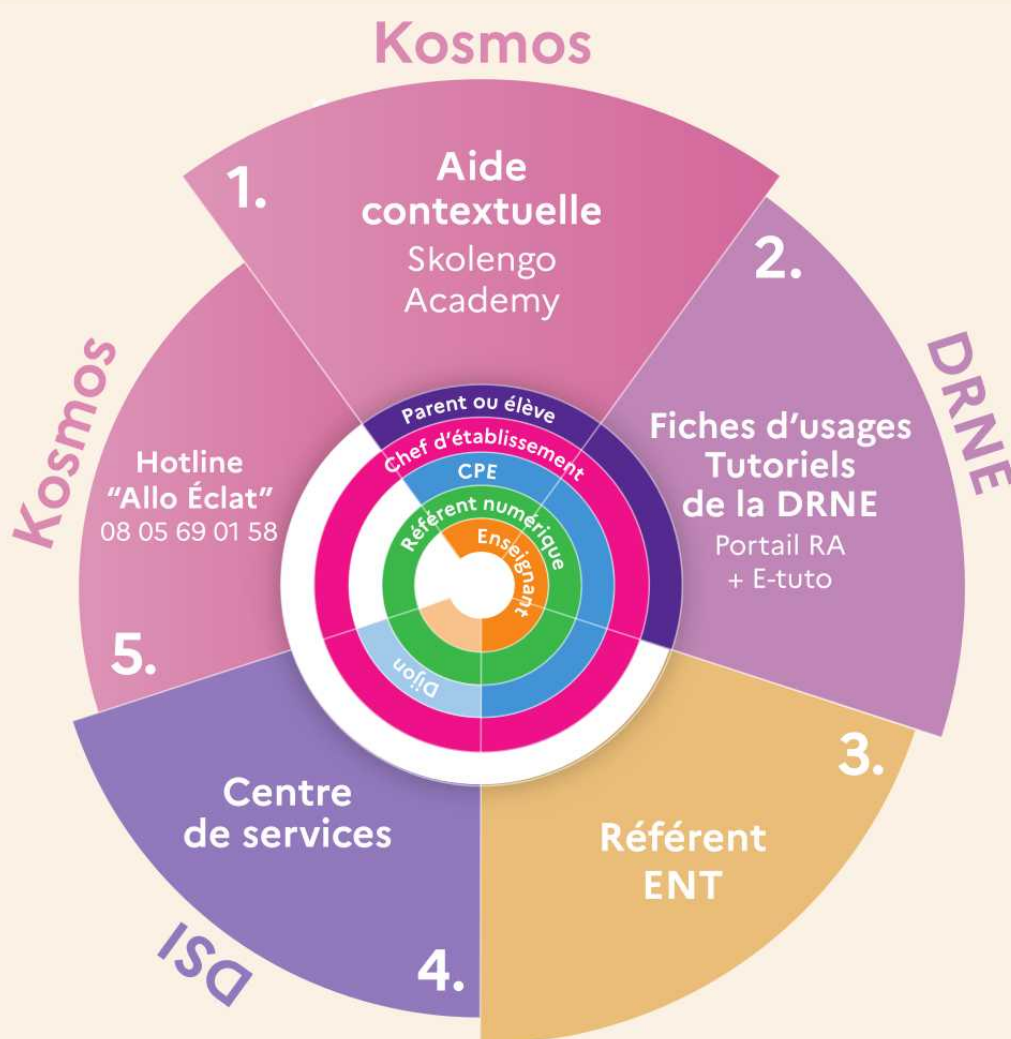 Kosmos
1.
Aide
contextuelle
Skolengo
Academy
2.
DRNE
Fiches d'usages
Tutoriels
de la DRNE
Portail RA
+ E-tuto
3.
Référent
ENT
4.
Centre
de services
DSI
5.
Kosmos
Hotline
"Allo Éclat"
08 05 69 01 58
Parent ou élève
Chef d'établissement
CPE
Référent numérique
Enseignant
Dijon